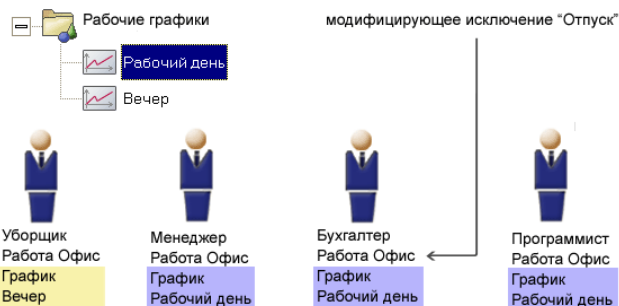 Рабочие графики
модифицирующее исключение “Отпуск”
Рабочий день
Вечер
Уборщик
Работа Офис
График
Вечер
Менеджер
Работа Офис
График
Рабочий день
Бухгалтер
Работа Офис
График
Рабочий день
Программист
Работа Офис
График
Рабочий день